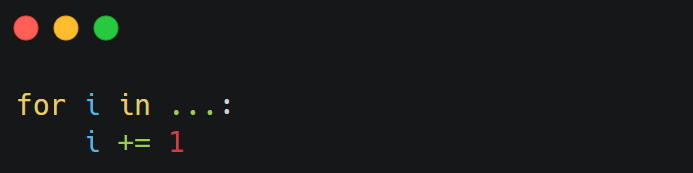 for i in ...:
    i += 1